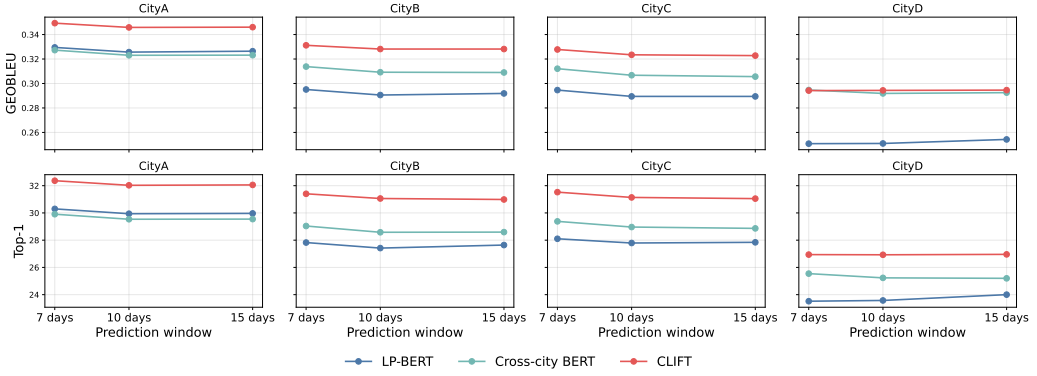 CityA
CityB
CityC
CityD
GEOBLEU
0.34
0.32
0.30
0.28
0.26
CityA
CityB
CityC
CityD
Top-1
32
30
28
26
24
7 days 10 days 15 days
7 days 10 days 15 days
7 days 10 days 15 days
7 days 10 days 15 days
Prediction window
Prediction window
Prediction window
Prediction window
LP-BERT Cross-city BERT CLIFT